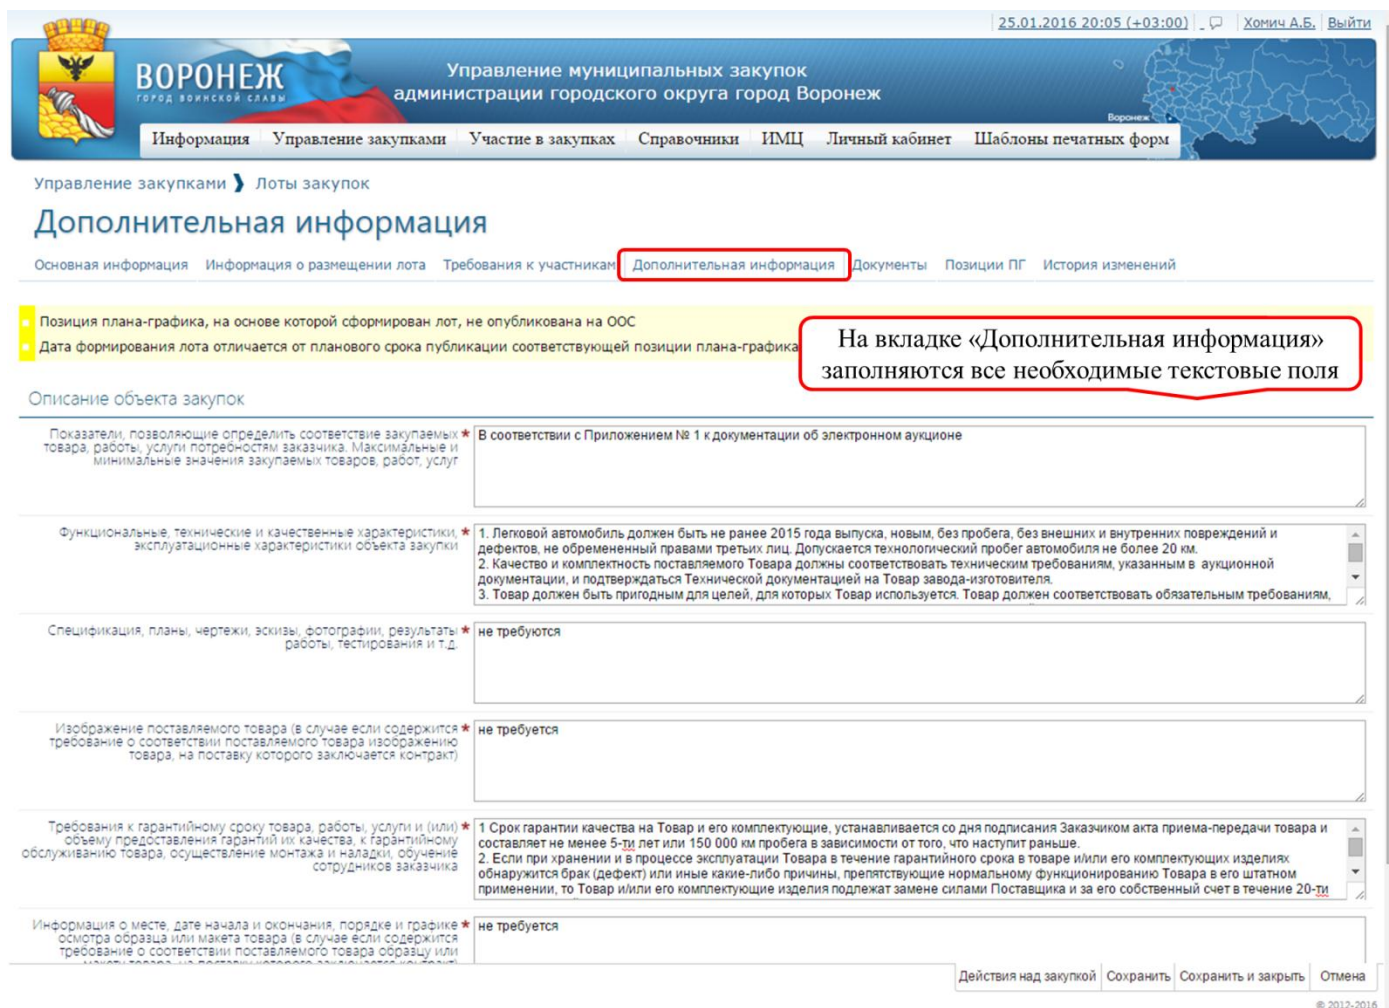 25.01.2016 20:05 (+03:00) Хомич А.Б. Выйти
ВОРОНЕЖ
ГОРОД ВОИНСКОЙ СЛАВЫ
Управление муниципальных закупок
администрации городского округа город Воронеж
Воронеж
Информация Управление закупками Участие в закупках Справочники ИМЦ Личный кабинет Шаблоны печатных форм
Управление закупками ❯ Лоты закупок
Дополнительная информация
Основная информация Информация о размещении лота Требования к участникам Дополнительная информация Документы Позиции ПГ История изменений
Позиция плана-графика, на основе которой сформирован лот, не опубликована на ООС
Дата формирования лота отличается от планового срока публикации соответствующей позиции плана-графика
На вкладке «Дополнительная информация»
заполняются все необходимые текстовые поля
Описание объекта закупок
Показатели, позволяющие определить соответствие закупаемых *
товара, работы, услуги потребностям заказчика. Максимальные и
минимальные значения закупаемых товаров, работ, услуг
В соответствии с Приложением № 1 к документации об электронном аукционе
Функциональные, технические и качественные характеристики, *
эксплуатационные характеристики объекта закупки
1. Легковой автомобиль должен быть не ранее 2015 года выпуска, новым, без пробега, без внешних и внутренних повреждений и
дефектов, не обремененный правами третьих лиц. Допускается технологический пробег автомобиля не более 20 км.
2. Качество и комплектность поставляемого Товара должны соответствовать техническим требованиям, указанным в аукционной
документации, и подтверждаться Технической документацией на Товар завода-изготовителя.
3. Товар должен быть пригодным для целей, для которых Товар используется. Товар должен соответствовать обязательным требованиям,
Спецификация, планы, чертежи, эскизы, фотографии, результаты *
работы, тестирования и т.д.
не требуются
Изображение поставляемого товара (в случае если содержится *
требование о соответствии поставляемого товара изображению
товара, на поставку которого заключается контракт)
не требуется
Требования к гарантийному сроку товара, работы, услуги и (или) *
объему предоставления гарантий их качества, к гарантийному
обслуживанию товара, осуществление монтажа и наладки, обучение
сотрудников заказчика
1 Срок гарантии качества на Товар и его комплектующие, устанавливается со дня подписания Заказчиком акта приема-передачи товара и
составляет не менее 5-ти лет или 150 000 км пробега в зависимости от того, что наступит раньше.
2. Если при хранении и в процессе эксплуатации Товара в течение гарантийного срока в товаре и/или его комплектующих изделиях
обнаружится брак (дефект) или иные какие-либо причины, препятствующие нормальному функционированию Товара в его штатном
применении, то Товар и/или его комплектующие изделия подлежат замене силами Поставщика и за его собственный счет в течение 20-ти
Информация о месте, дате начала и окончания, порядке и графике *
осмотра образца или макета товара (в случае если содержится
требование о соответствии поставляемого товара образцу или
макету товара, на поставку которого заключается контракт)
не требуется
Действия над закупкой Сохранить Сохранить и закрыть Отмена
© 2012-2016